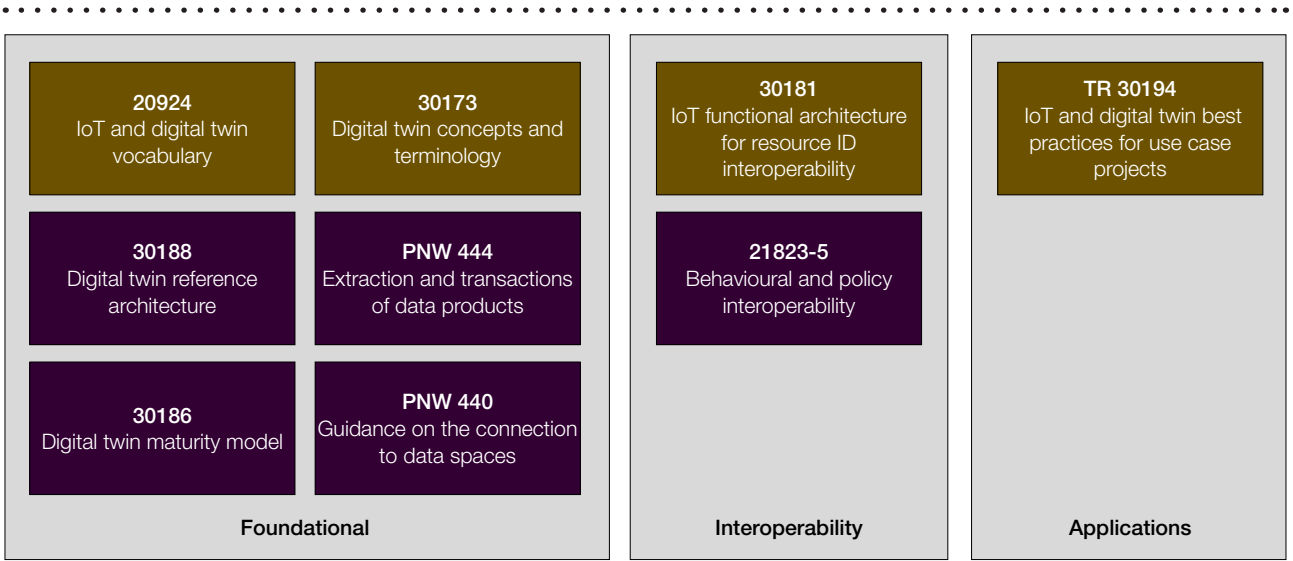 20924
IoT and digital twin
vocabulary
30173
Digital twin concepts and
terminology
30188
Digital twin reference
architecture
PNW 444
Extraction and transactions
of data products
30186
Digital twin maturity model
PNW 440
Guidance on the connection
to data spaces
Foundational
30181
IoT functional architecture
for resource ID
interoperability
21823-5
Behavioural and policy
interoperability
Interoperability
TR 30194
IoT and digital twin best
practices for use case
projects
Applications